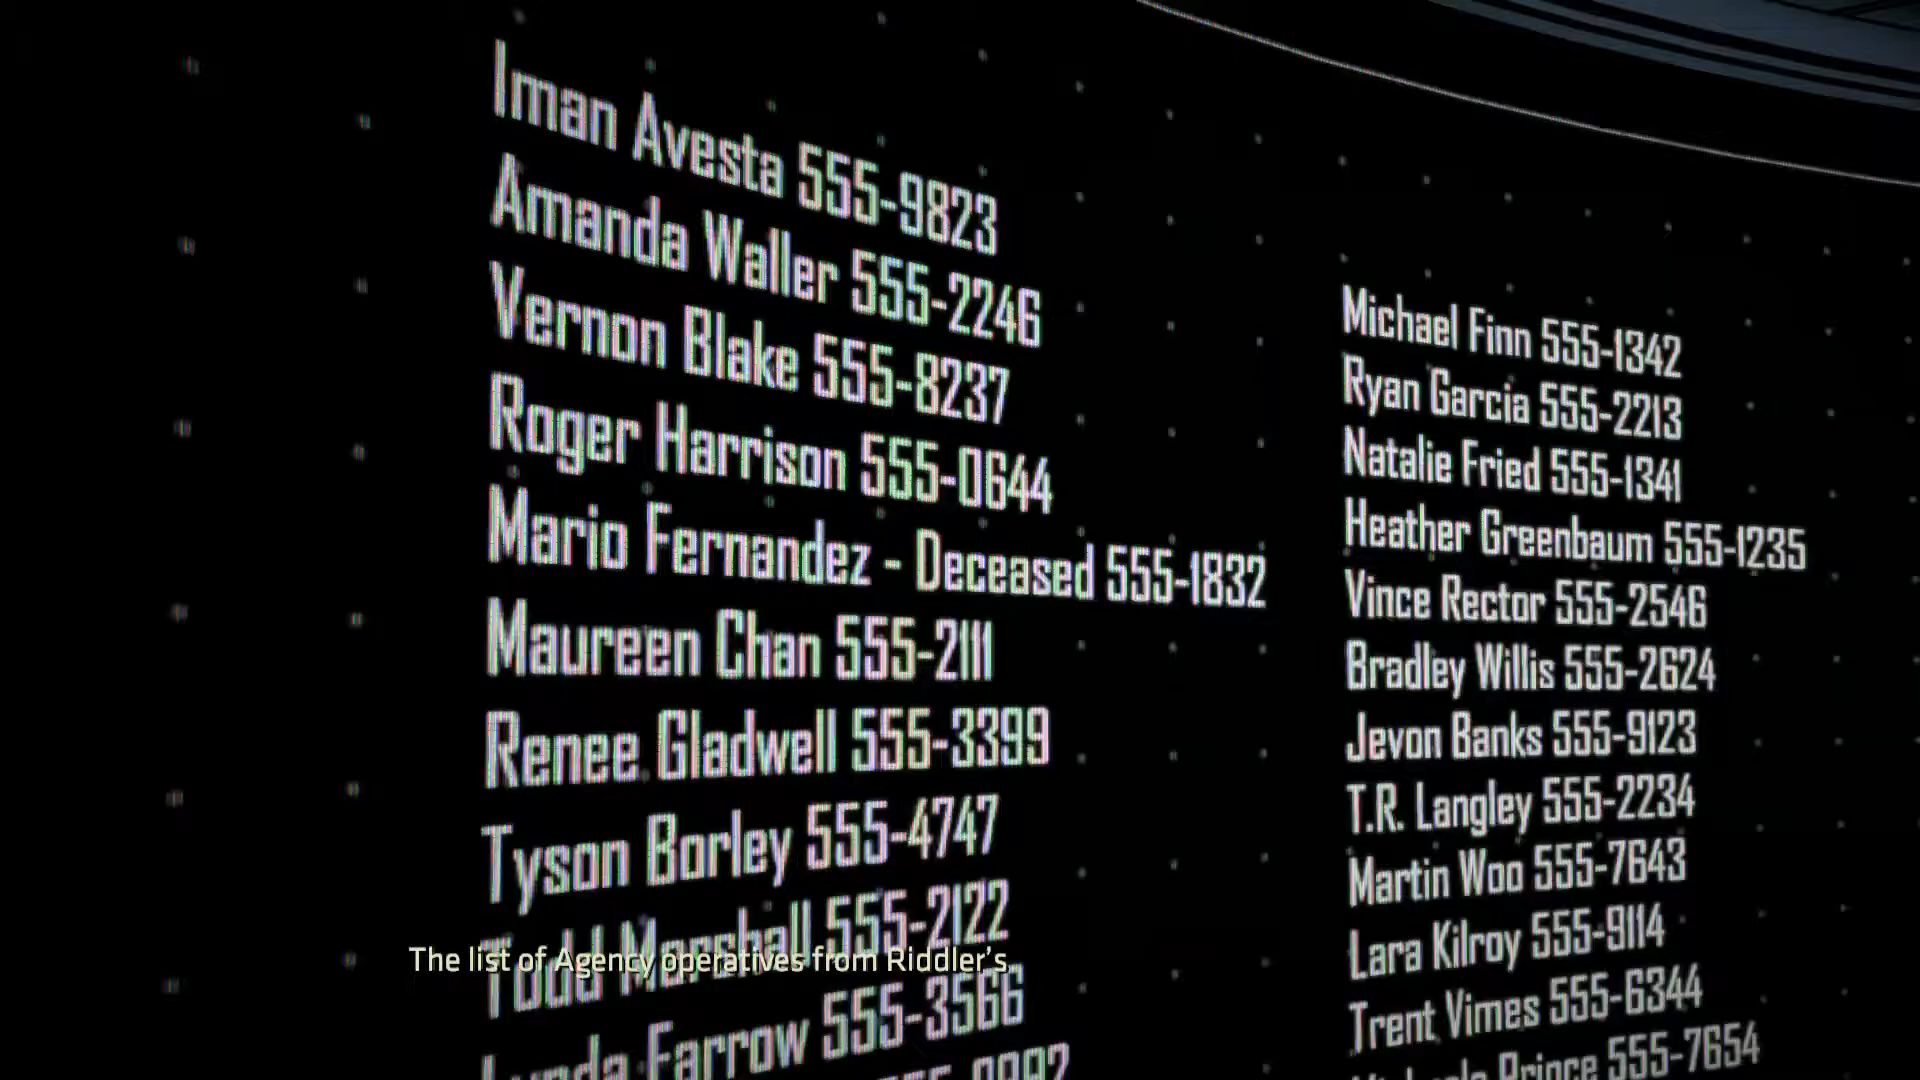 Iman Avesta 555-9823
Amanda Waller 555-2246
Vernon Blake 555-8237
Roger Harrison 555-0644
Mario Fernandez - Deceased 555-1832
Maureen Chan 555-2111
Renee Gladwell 555-3399
Tyson Borley 555-4747
Todd Marshall 555-2122
Farrow 555-3566
Michael Finn 555-1342
Ryan Garcia 555-2213
Natalie Fried 555-1341
Heather Greenbaum 555-1235
Vince Rector 555-2546
Bradley Willis 555-2624
Jevon Banks 555-9123
T.R. Langley 555-2234
Martin Woo 555-7643
Lara Kilroy 555-9114
Trent Vimes 555-6344
Prince 555-7654
The list of Agency operatives from Riddler's.